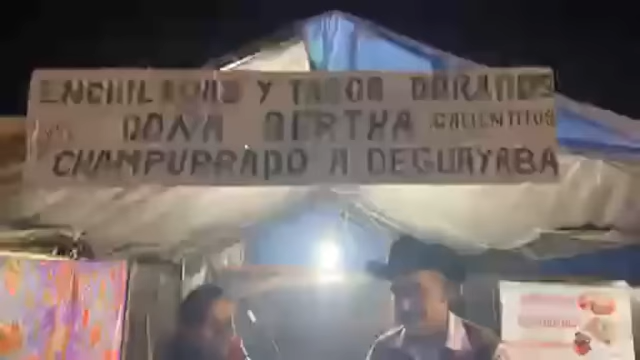 ENCHILADAS Y TACOS DORADOS
DOÑA BERTHA CALIENTITOS
CHAMPURRADO A DEGUAYABA